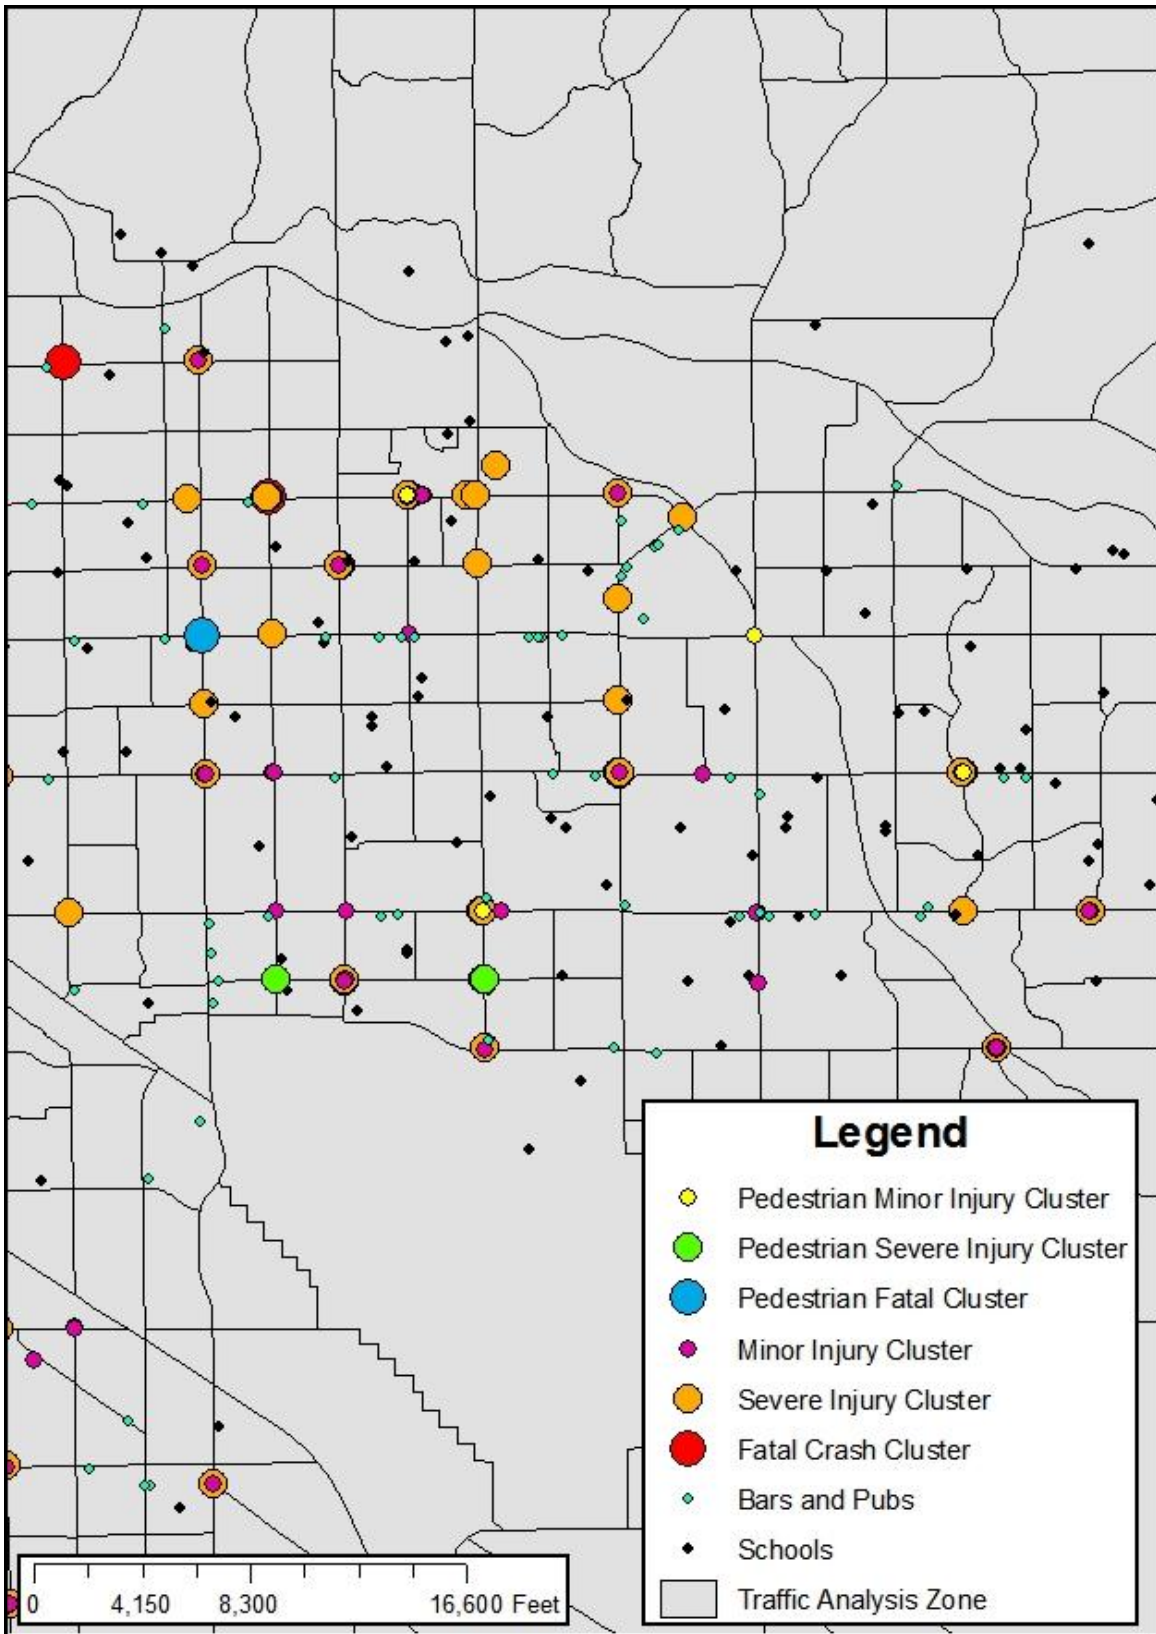 Legend
Pedestrian Minor Injury Cluster
Pedestrian Severe Injury Cluster
Pedestrian Fatal Cluster
Minor Injury Cluster
Severe Injury Cluster
Fatal Crash Cluster
Bars and Pubs
Schools
Traffic Analysis Zone
0 4,150 8,300 16,600 Feet